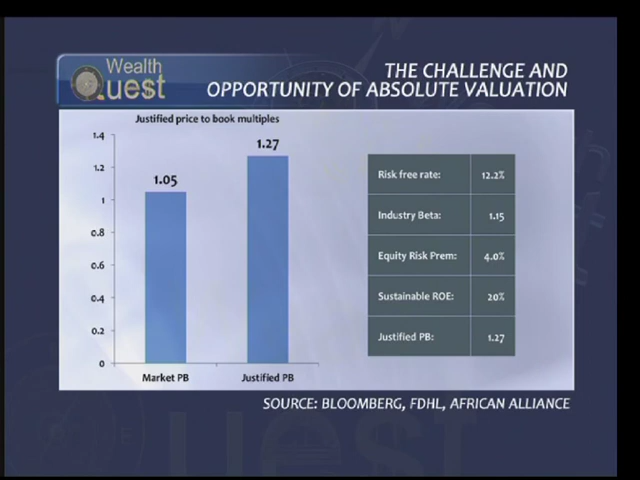 Wealth
Quest
THE CHALLENGE AND
OPPORTUNITY OF ABSOLUTE VALUATION
Justified price to book multiples
1.4
1.2
1
0.8
0.6
0.4
0.2
0
1.05
1.27
Market PB
Justified PB
Risk free rate: 12.2%
Industry Beta: 1.15
Equity Risk Prem: 4.0%
Sustainable ROE: 20%
Justified PB: 1.27
SOURCE: BLOOMBERG, FDHL, AFRICAN ALLIANCE